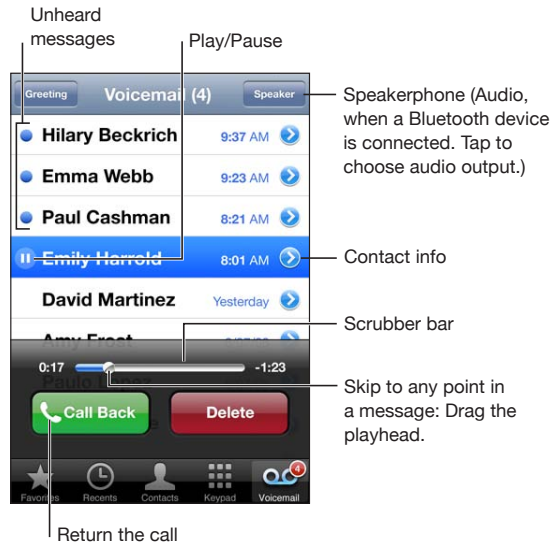 Unheard
messages
Play/Pause
Greeting Voicemail (4) Speaker
Speakerphone (Audio,
when a Bluetooth device
is connected. Tap to
choose audio output.)
Hilary Beckrich 9:37 AM
Emma Webb 9:23 AM
Paul Cashman 8:21 AM
Emily Harrold 8:01 AM
Contact info
David Martinez Yesterday
Amy Frost
Scrubber bar
0:17 -1:23
Skip to any point in
a message: Drag the
playhead.
Call Back Delete
4
Favorites Recents Contacts Keypad Voicemail
Return the call